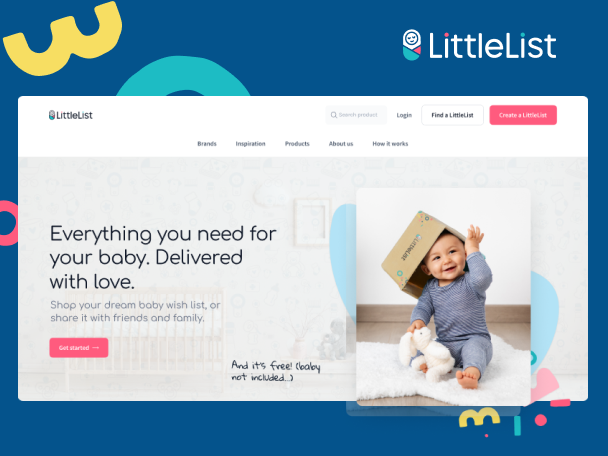 LittleList
LittleList
Search product
Login
Find a LittleList
Create a LittleList
Brands
Inspiration
Products
About us
How it works
Everything you need for
your baby. Delivered
with love.
Shop your dream baby wish list, or
share it with friends and family.
Get started →
And it's free! (baby
not included...)
LittleList